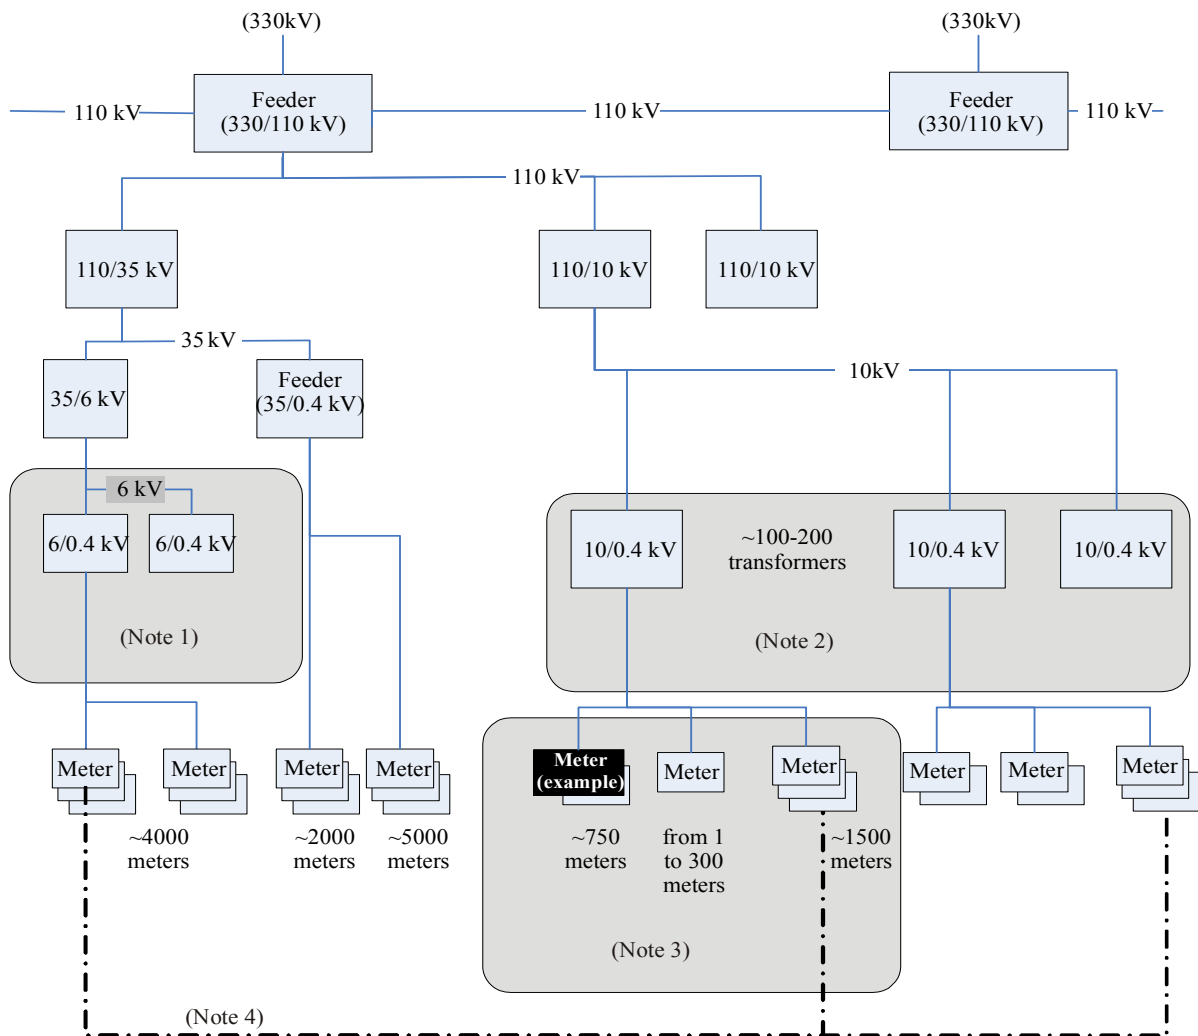 (330kV)
(330kV)
110 kV
Feeder
(330/110 kV)
110 kV
Feeder
(330/110 kV)
110 kV
110 kV
110/35 kV
110/10 kV
110/10 kV
35 kV
35/6 kV
Feeder
(35/0.4 kV)
10kV
6 kV
6/0.4 kV
6/0.4 kV
10/0.4 kV
~100-200
transformers
10/0.4 kV
10/0.4 kV
(Note 1)
(Note 2)
Meter
Meter
Meter
Meter
Meter
(example)
Meter
Meter
Meter
Meter
Meter
~4000
meters
~2000
meters
~5000
meters
~750
meters
from 1
to 300
meters
~1500
meters
(Note 3)
(Note 4)